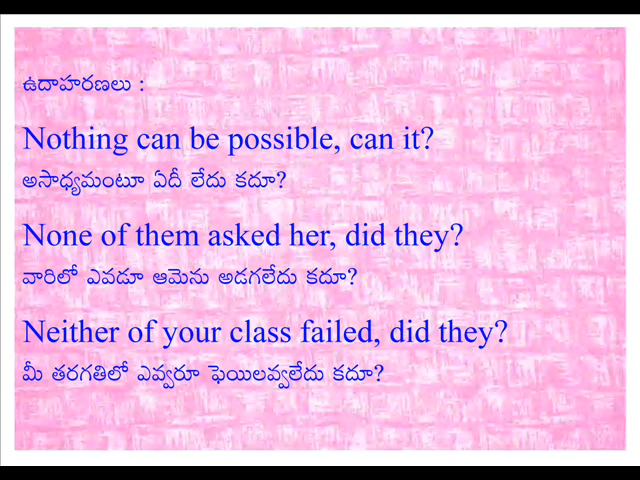 ఉదాహరణలు :
Nothing can be possible, can it?
అసాధ్యమంటూ ఏదీ లేదు కదూ?
None of them asked her, did they?
వారిలో ఎవడూ ఆమెను అడగలేదు కదూ?
Neither of your class failed, did they?
మీ తరగతిలో ఎవ్వరూ ఫెయిలవ్వలేదు కదూ?